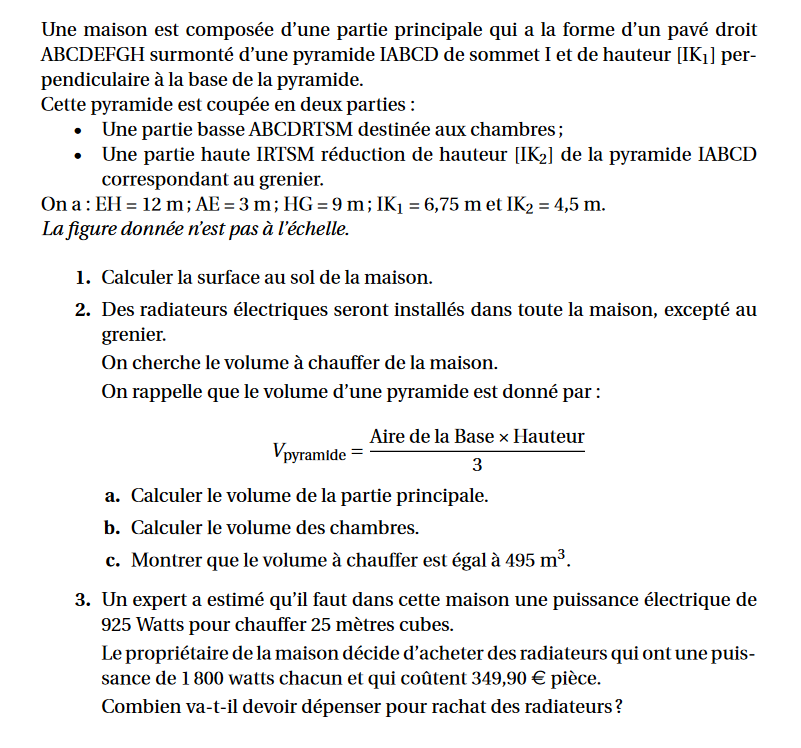 Une maison est composée d'une partie principale qui a la forme d'un pavé droit
ABCDEFGH surmonté d'une pyramide IABCD de sommet I et de hauteur [IK₁] per-
pendiculaire à la base de la pyramide.
Cette pyramide est coupée en deux parties :
• Une partie basse ABCDRTSM destinée aux chambres ;
• Une partie haute IRTSM réduction de hauteur [IK₂] de la pyramide IABCD
correspondant au grenier.
On a : EH = 12 m ; AE = 3 m ; HG = 9 m ; IK₁ = 6,75 m et IK₂ = 4,5 m.
La figure donnée n'est pas à l'échelle.
1. Calculer la surface au sol de la maison.
2. Des radiateurs électriques seront installés dans toute la maison, excepté au
grenier.
On cherche le volume à chauffer de la maison.
On rappelle que le volume d'une pyramide est donné par :
V_pyramide = (Aire de la Base × Hauteur) / 3
a. Calculer le volume de la partie principale.
b. Calculer le volume des chambres.
c. Montrer que le volume à chauffer est égal à 495 m³.
3. Un expert a estimé qu'il faut dans cette maison une puissance électrique de
925 Watts pour chauffer 25 mètres cubes.
Le propriétaire de la maison décide d'acheter des radiateurs qui ont une puis-
sance de 1 800 watts chacun et qui coûtent 349,90 € pièce.
Combien va-t-il devoir dépenser pour rachat des radiateurs ?